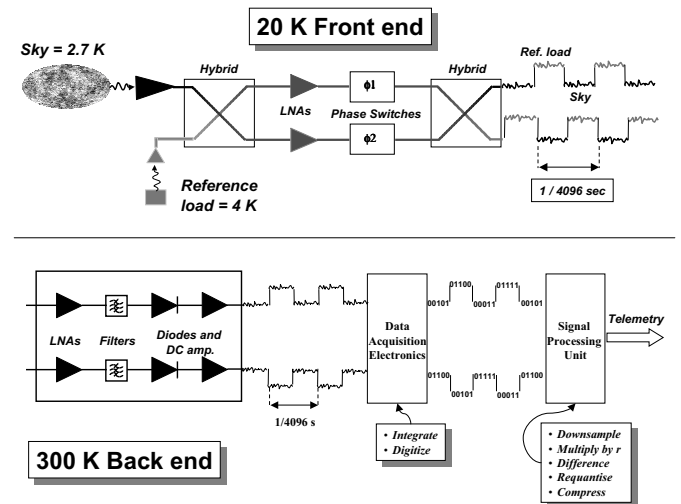 20 K Front end
Sky = 2.7 K
Hybrid
LNAs
ϕ1
ϕ2
Phase Switches
Hybrid
Ref. load
Sky
1 / 4096 sec
Reference
load = 4 K
LNAs
Filters
Diodes and
DC amp.
1/4096 s
Data
Acquisition
Electronics
00101
01100
00011
01111
00101
01100
00101
01111
00011
01100
Signal
Processing
Unit
Telemetry
• Integrate
• Digitize
• Downsample
• Multiply by r
• Difference
• Requantise
• Compress
300 K Back end